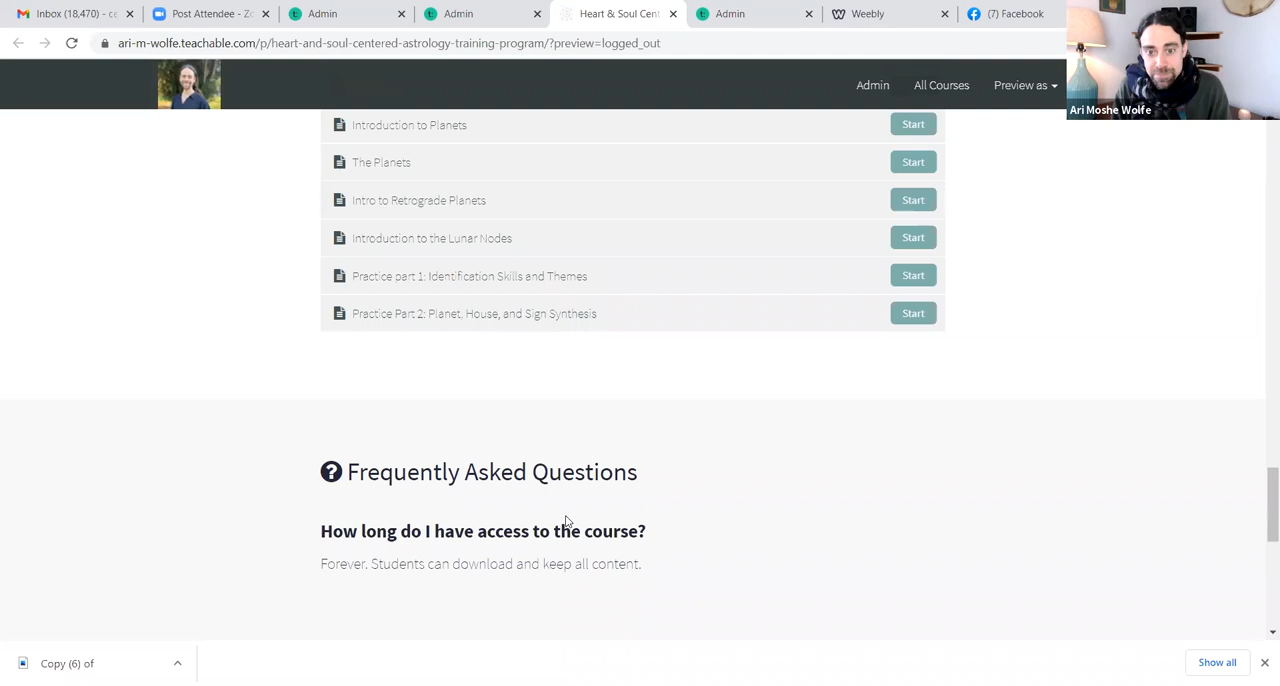 Inbox (18,470) - ce
Post Attendee - Zo
Admin
Admin
Heart & Soul Cent
Admin
Weebly
(7) Facebook
ari-m-wolfe.teachable.com/p/heart-and-soul-centered-astrology-training-program/?preview=logged_out
Admin
All Courses
Preview as
Ari Moshe Wolfe
Introduction to Planets
Start
The Planets
Start
Intro to Retrograde Planets
Start
Introduction to the Lunar Nodes
Start
Practice part 1: Identification Skills and Themes
Start
Practice Part 2: Planet, House, and Sign Synthesis
Start
Frequently Asked Questions
How long do I have access to the course?
Forever. Students can download and keep all content.
Copy (6) of
Show all